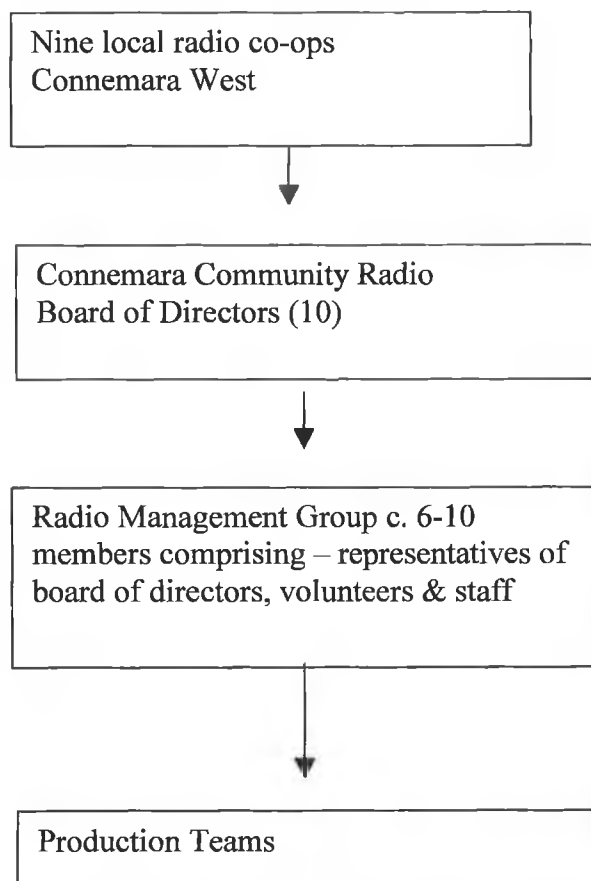 Nine local radio co-ops
Connemara West
Connemara Community Radio
Board of Directors (10)
Radio Management Group c. 6-10
members comprising – representatives of
board of directors, volunteers & staff
Production Teams